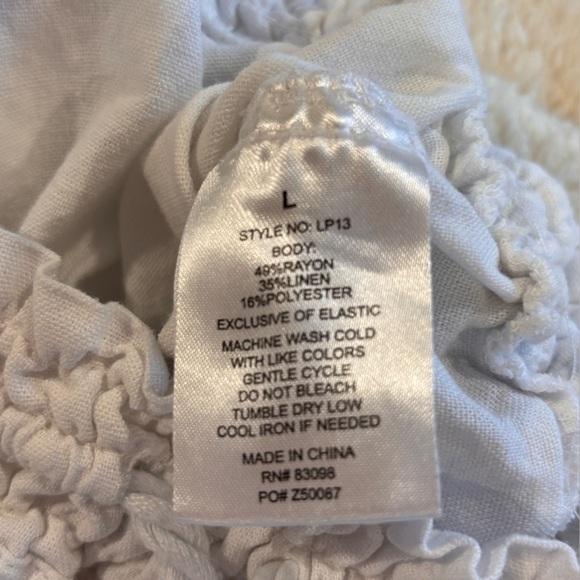 L
STYLE NO: LP13
BODY:
49%RAYON
35%LINEN
16%POLYESTER
EXCLUSIVE OF ELASTIC
MACHINE WASH COLD
WITH LIKE COLORS
GENTLE CYCLE
DO NOT BLEACH
TUMBLE DRY LOW
COOL IRON IF NEEDED
MADE IN CHINA
RN# 83098
PO# Z50067